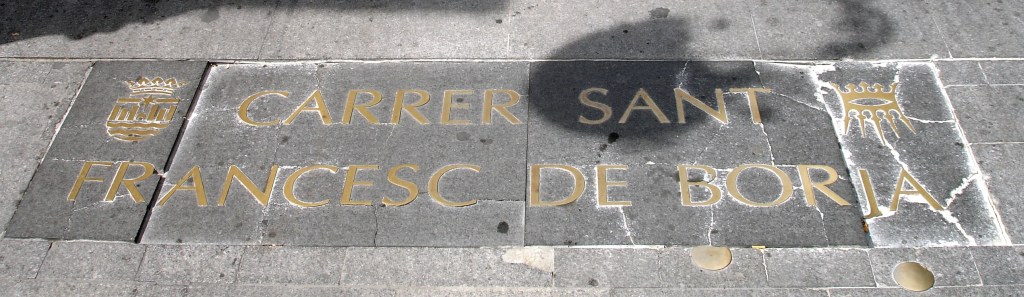 CARRER SANT
FRANCESC DE BORJA